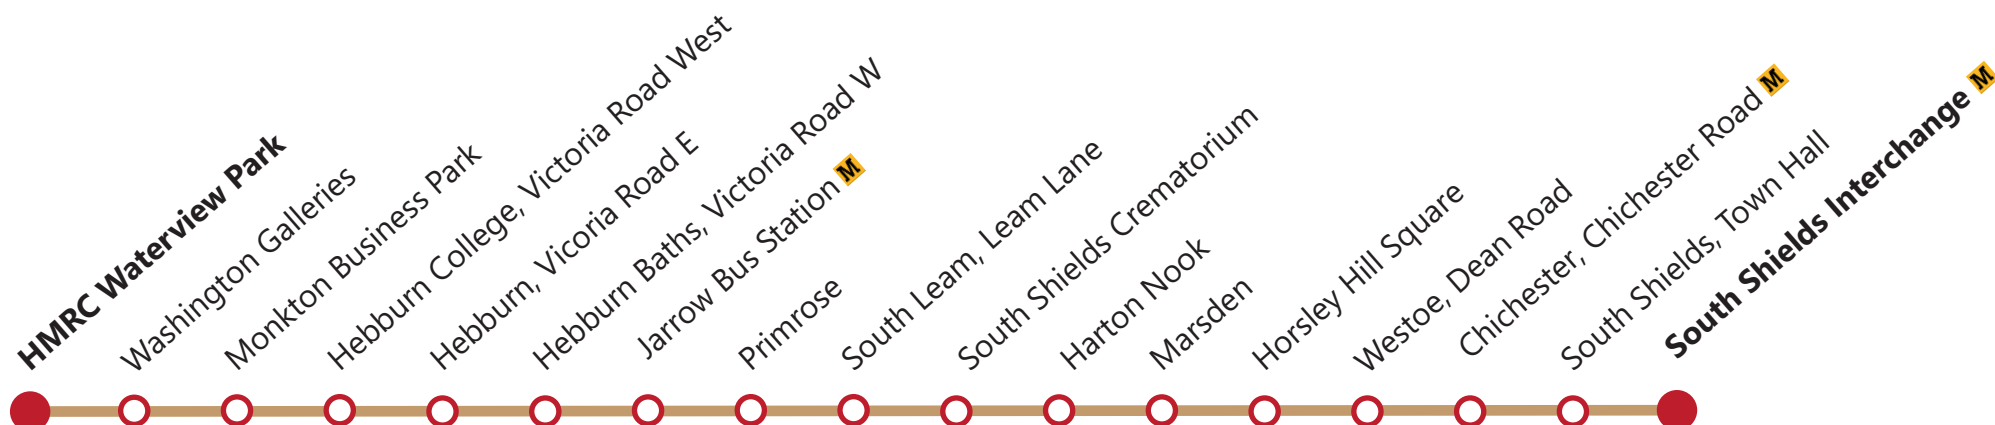 HMRC Waterview Park
Washington Galleries
Monkton Business Park
Hebburn College, Victoria Road West
Hebburn, Vicoria Road E
Hebburn Baths, Victoria Road W
Jarrow Bus Station M
Primrose
South Leam, Leam Lane
South Shields Crematorium
Harton Nook
Marsden
Horsley Hill Square
Westoe, Dean Road
Chichester, Chichester Road M
South Shields, Town Hall
South Shields Interchange M